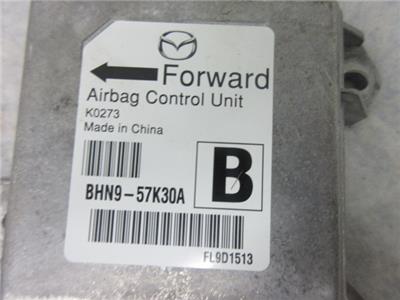 Forward
Airbag Control Unit
K0273
Made in China
B
BHN9-57K30A
FL9D1513